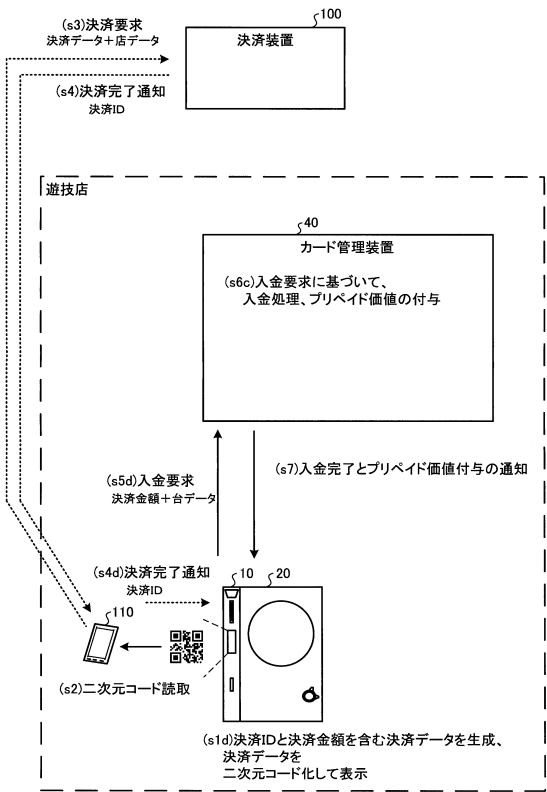 100
(s3)決済要求
決済データ＋店データ
決済装置
(s4)決済完了通知
決済ID
遊技店
40
カード管理装置
(s6c)入金要求に基づいて、
入金処理、プリペイド価値の付与
(s5d)入金要求
決済金額＋台データ
(s7)入金完了とプリペイド価値付与の通知
(s4d)決済完了通知
決済ID
10
20
110
(s2)二次元コード読取
(s1d)決済IDと決済金額を含む決済データを生成、
決済データを
二次元コード化して表示